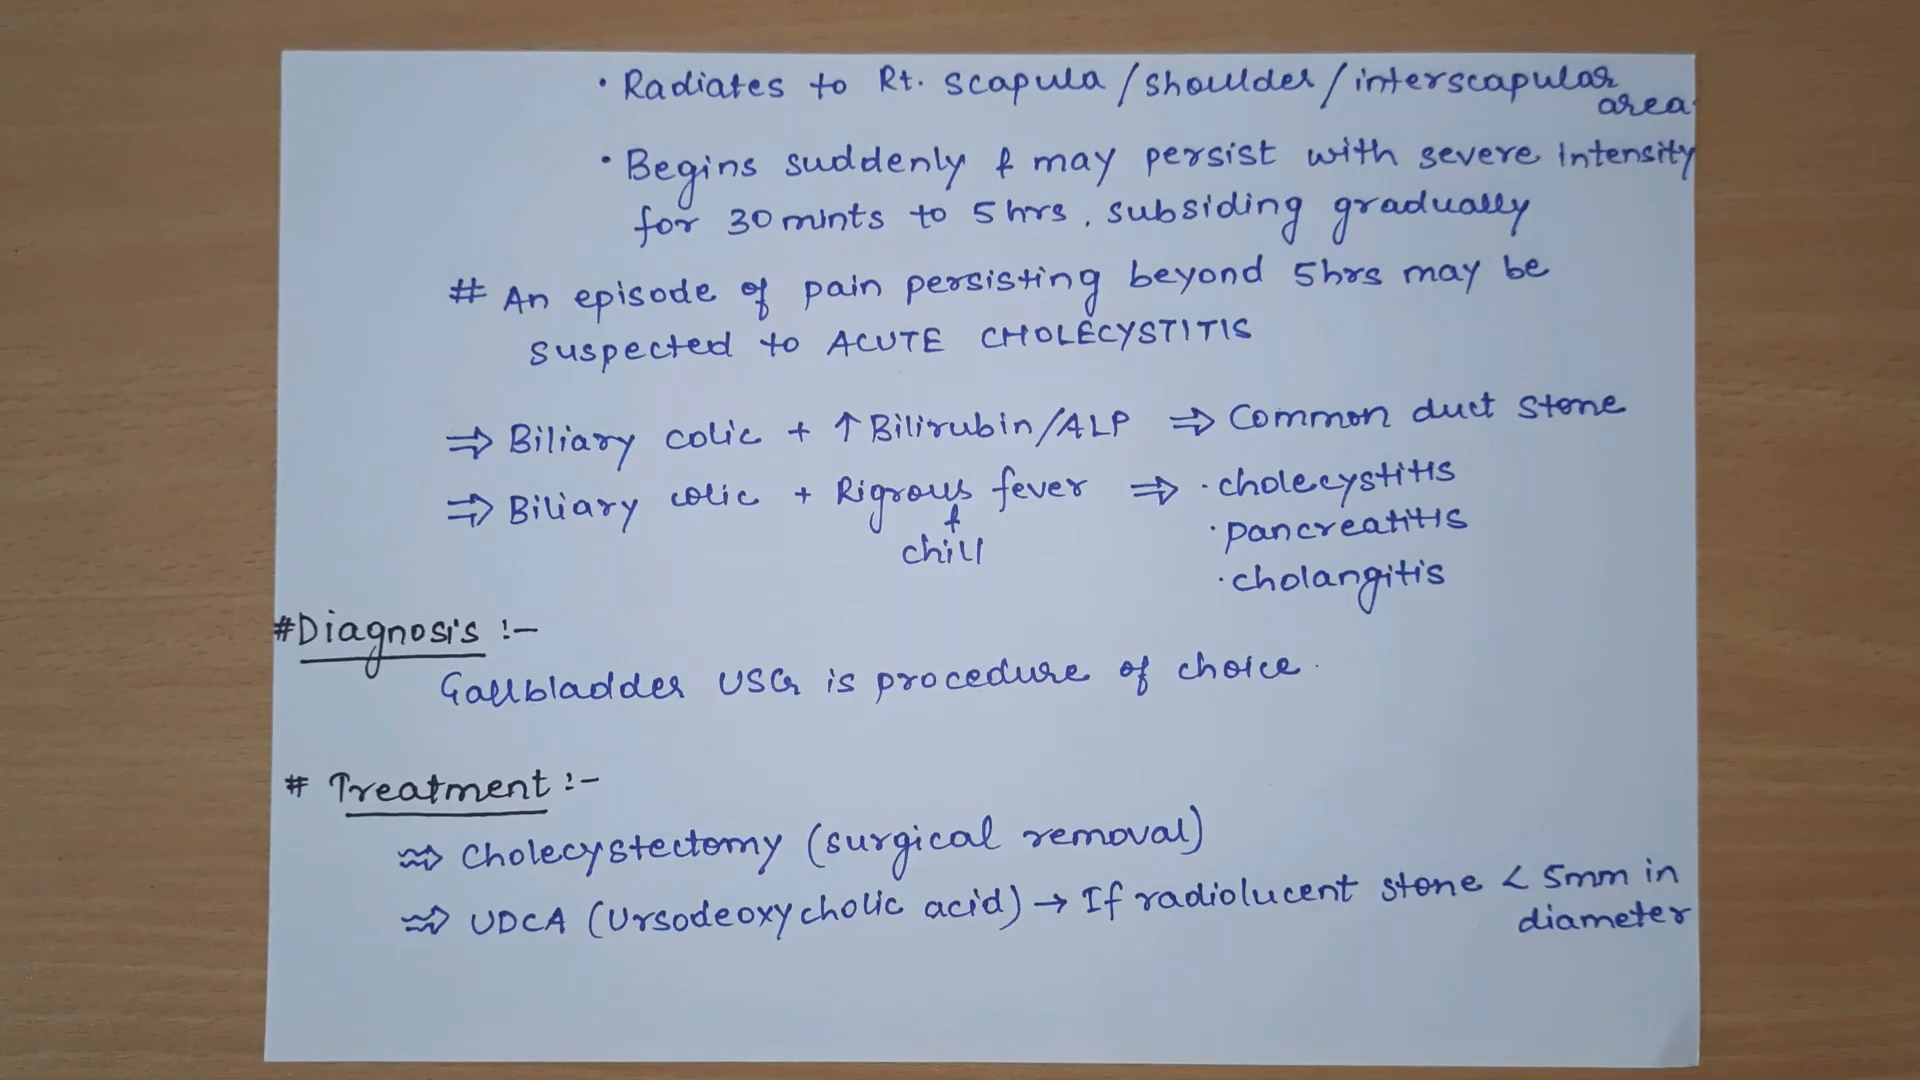 • Radiates to Rt. scapula/shoulder/interscapular
area
• Begins suddenly & may persist with severe intensity
for 30 mints to 5 hrs, subsiding gradually
# An episode of pain persisting beyond 5hrs may be
suspected to ACUTE CHOLECYSTITIS
⇒ Biliary colic + ↑ Bilirubin/ALP ⇒ Common duct stone
⇒ Biliary colic + Rigrous fever ⇒ • cholecystitis
& • pancreatitis
chill
• cholangitis
# Diagnosis :-
Gallbladder USG is procedure of choice.
# Treatment :-
⇒ Cholecystectomy (surgical removal)
⇒ UDCA (Ursodeoxycholic acid) → If radiolucent stone < 5mm in
diameter